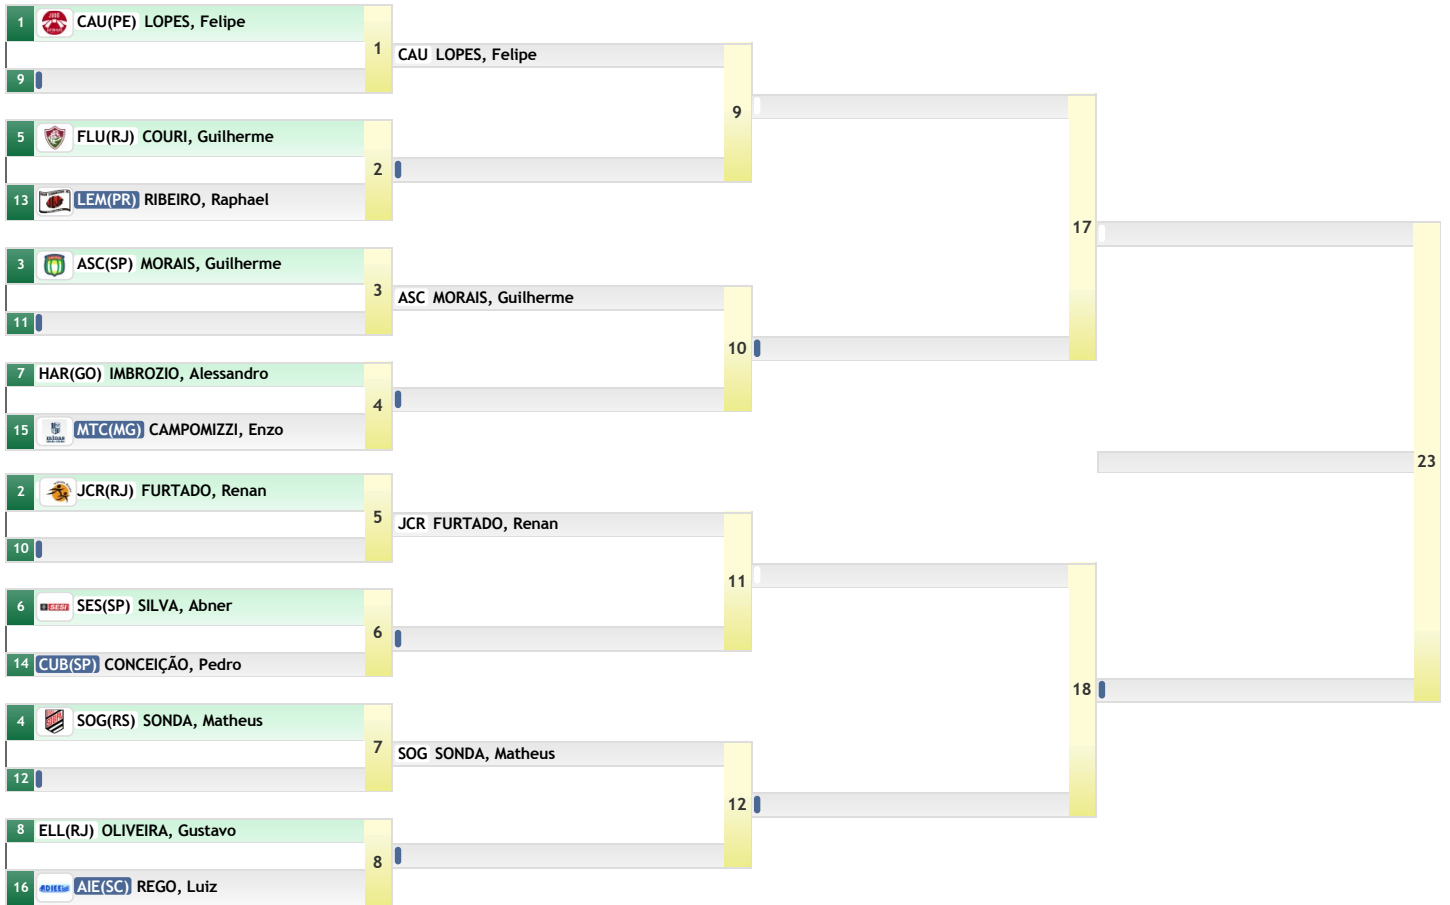 1 CAU(PE) LOPES, Felipe
1
CAU LOPES, Felipe
9
9
5 FLU(RJ) COURI, Guilherme
2
13 LEM(PR) RIBEIRO, Raphael
17
3 ASC(SP) MORAIS, Guilherme
3
ASC MORAIS, Guilherme
11
10
7 HAR(GO) IMBROZIO, Alessandro
4
15 MTC(MG) CAMPOMIZZI, Enzo
23
2 JCR(RJ) FURTADO, Renan
5
JCR FURTADO, Renan
10
11
6 SESI SES(SP) SILVA, Abner
6
14 CUB(SP) CONCEIÇÃO, Pedro
18
4 SOG(RS) SONDA, Matheus
7
SOG SONDA, Matheus
12
12
8 ELL(RJ) OLIVEIRA, Gustavo
8
16 AIE(SC) REGO, Luiz